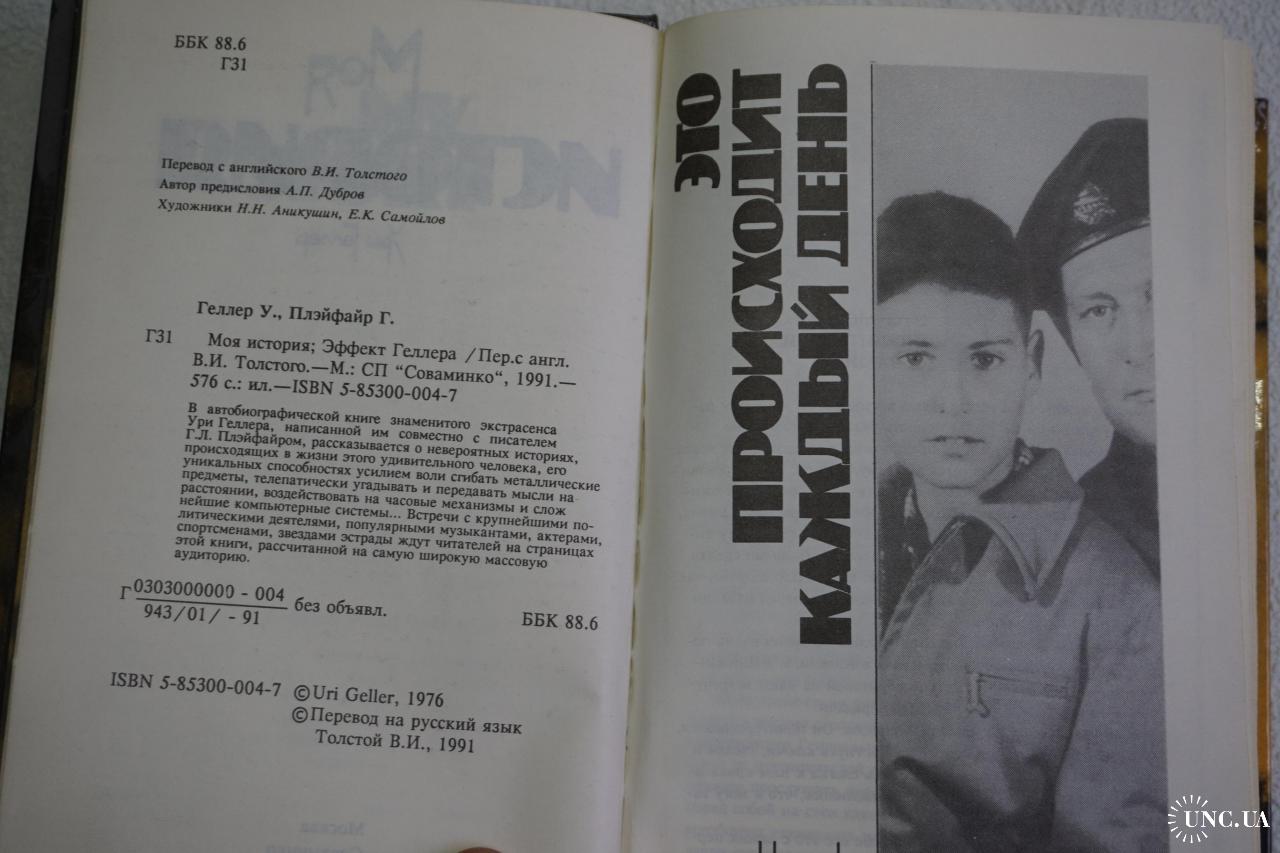 ББК 88.6
Г31
Перевод с английского В.И. Толстого
Автор предисловия А.П. Дубров
Художники Н.Н. Аникушин, Е.К. Самойлов
Геллер У., Плэйфайр Г.
Г31 Моя история; Эффект Геллера /Пер.с англ.
В.И. Толстого.—М.: СП "Соваминко", 1991.—
576 с.: ил.—ISBN 5-85300-004-7
В автобиографической книге знаменитого экстрасенса
Ури Геллера, написанной им совместно с писателем
Г.Л. Плэйфайром, рассказывается о невероятных историях,
происходящих в жизни этого удивительного человека, его
уникальных способностях усилием воли сгибать металлические
предметы, телепатически угадывать и передавать мысли на
расстоянии, воздействовать на часовые механизмы и слож
нейшие компьютерные системы... Встречи с крупнейшими по-
литическими деятелями, популярными музыкантами, актерами,
спортсменами, звездами эстрады ждут читателей на страницах
этой книги, рассчитанной на самую широкую массовую
аудиторию.
Г 0303000000 - 004
943/01/ - 91 без объявл.
ББК 88.6
ISBN 5-85300-004-7 ©Uri Geller, 1976
©Перевод на русский язык
Толстой В.И., 1991
ЭТО
ПРОИСХОДИТ
КАЖДЫЙ ДЕНЬ
UNC.UA